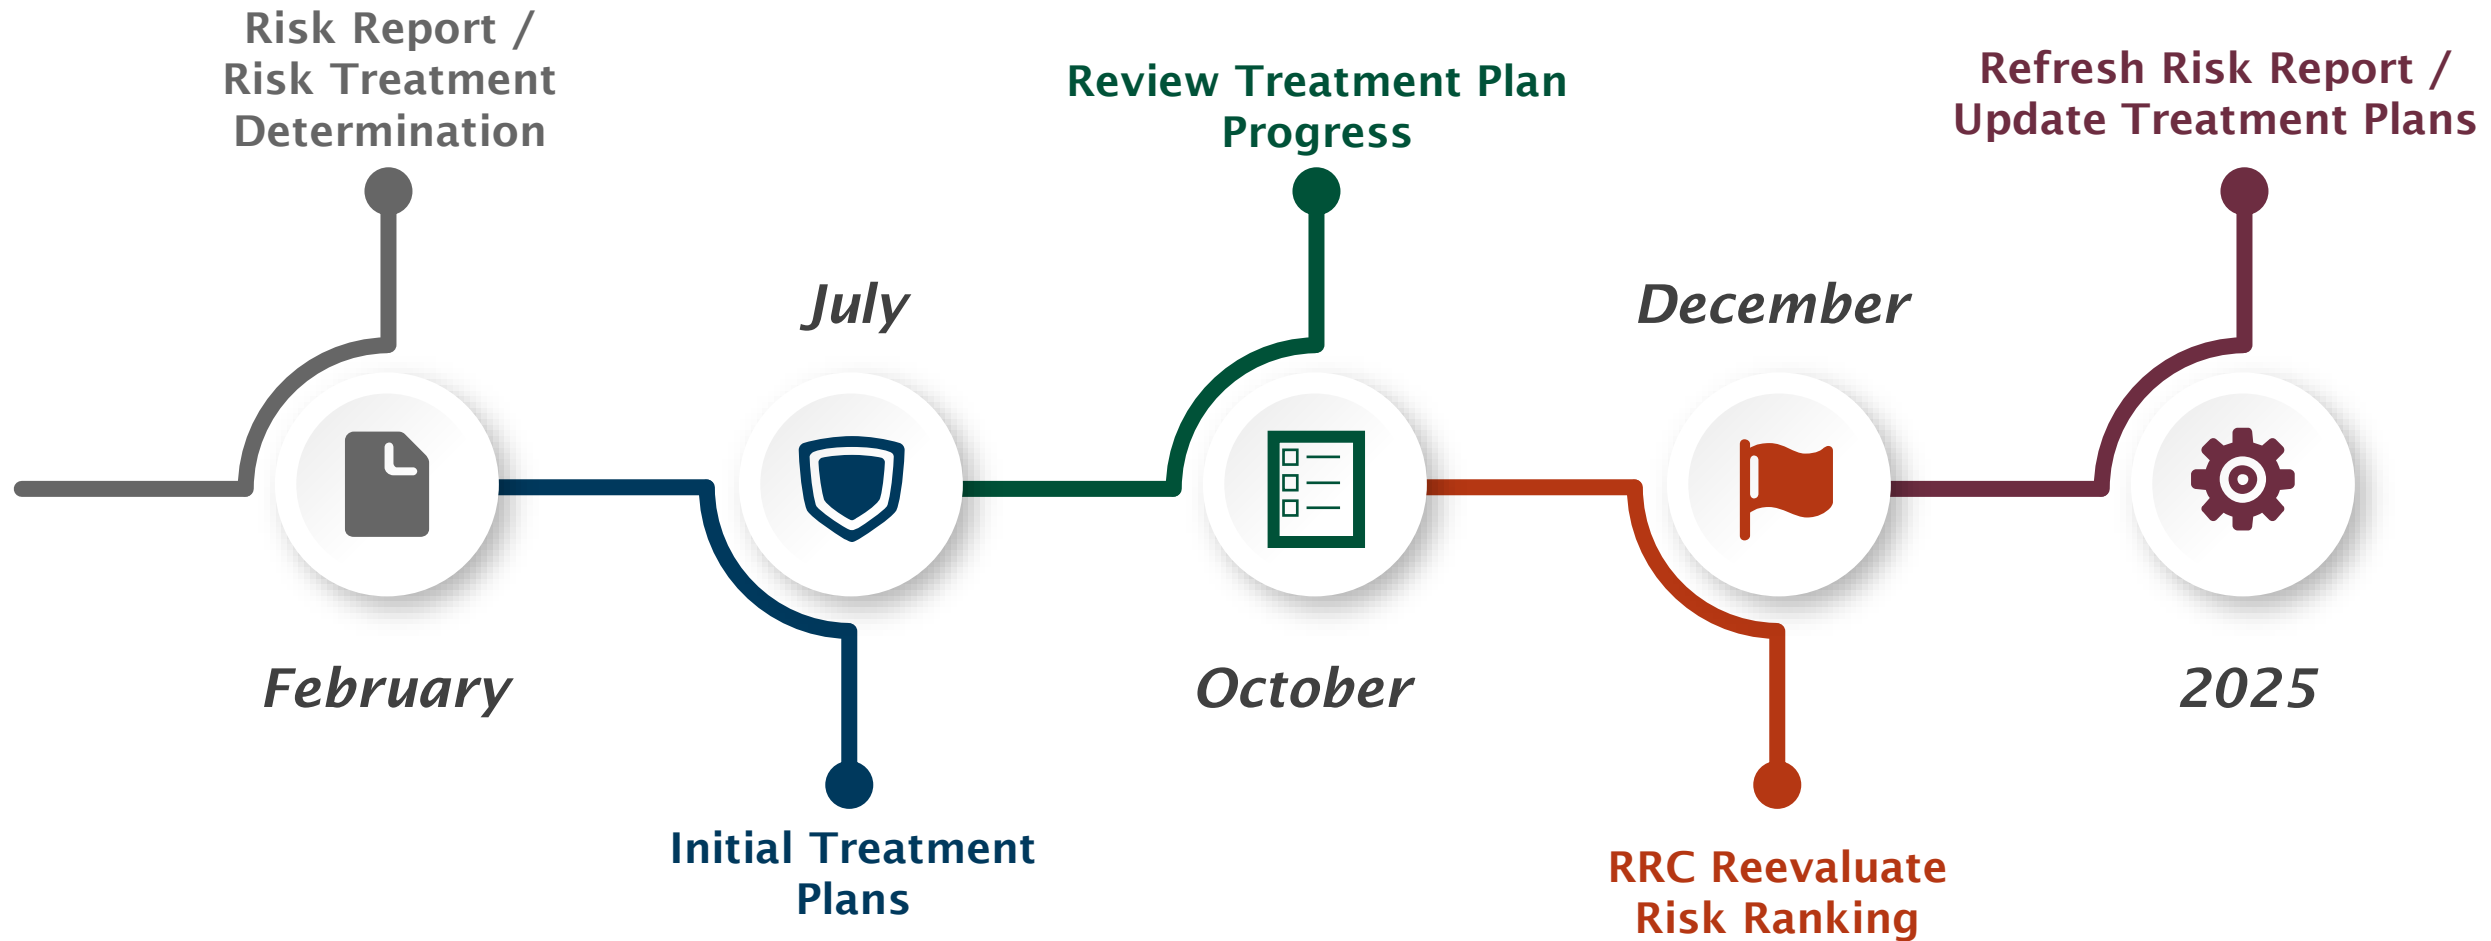 Risk Report /
Risk Treatment
Determination
February
July
Initial Treatment
Plans
Review Treatment Plan
Progress
October
December
RRC Reevaluate
Risk Ranking
Refresh Risk Report /
Update Treatment Plans
2025